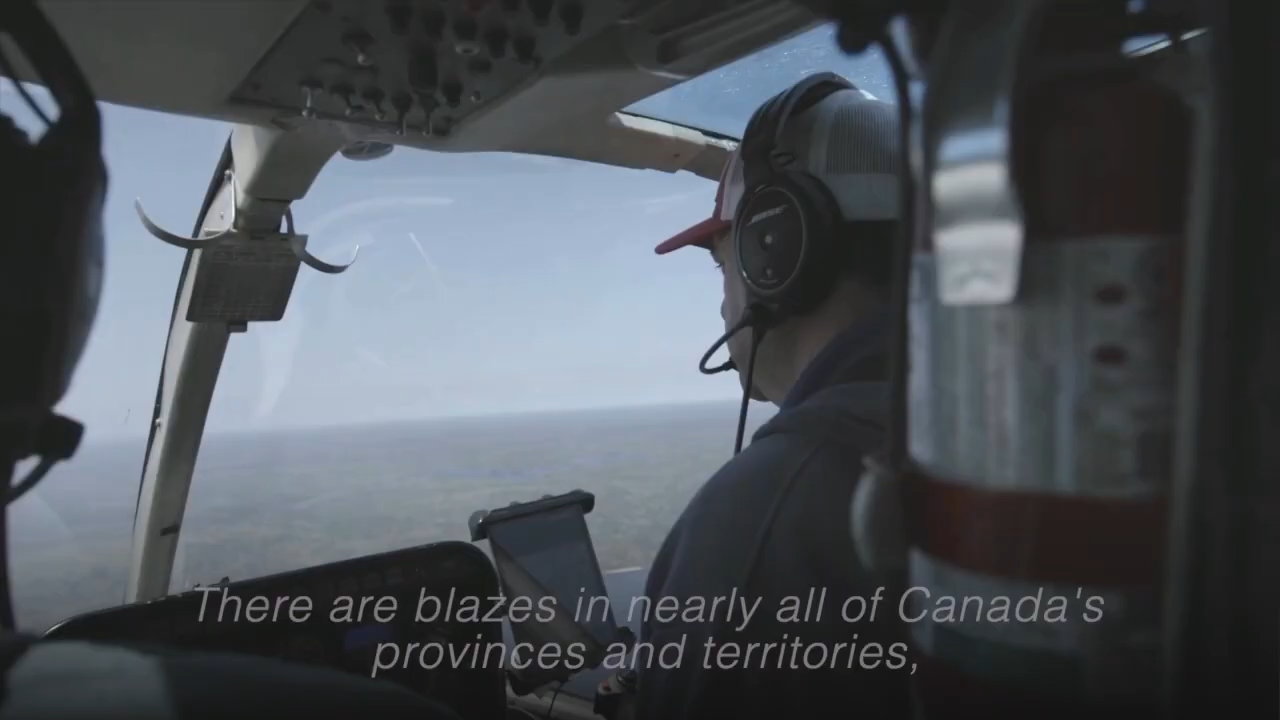 BOSE
There are blazes in nearly all of Canada's
provinces and territories,